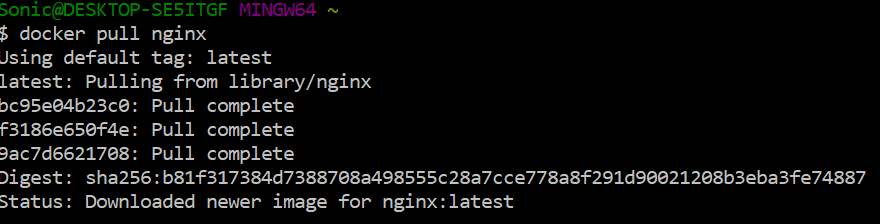 Sonic@DESKTOP-SE5ITGF MINGW64 ~
$ docker pull nginx
Using default tag: latest
latest: Pulling from library/nginx
bc95e04b23c0: Pull complete
f3186e650f4e: Pull complete
9ac7d6621708: Pull complete
Digest: sha256:b81f317384d7388708a498555c28a7cce778a8f291d90021208b3eba3fe74887
Status: Downloaded newer image for nginx:latest